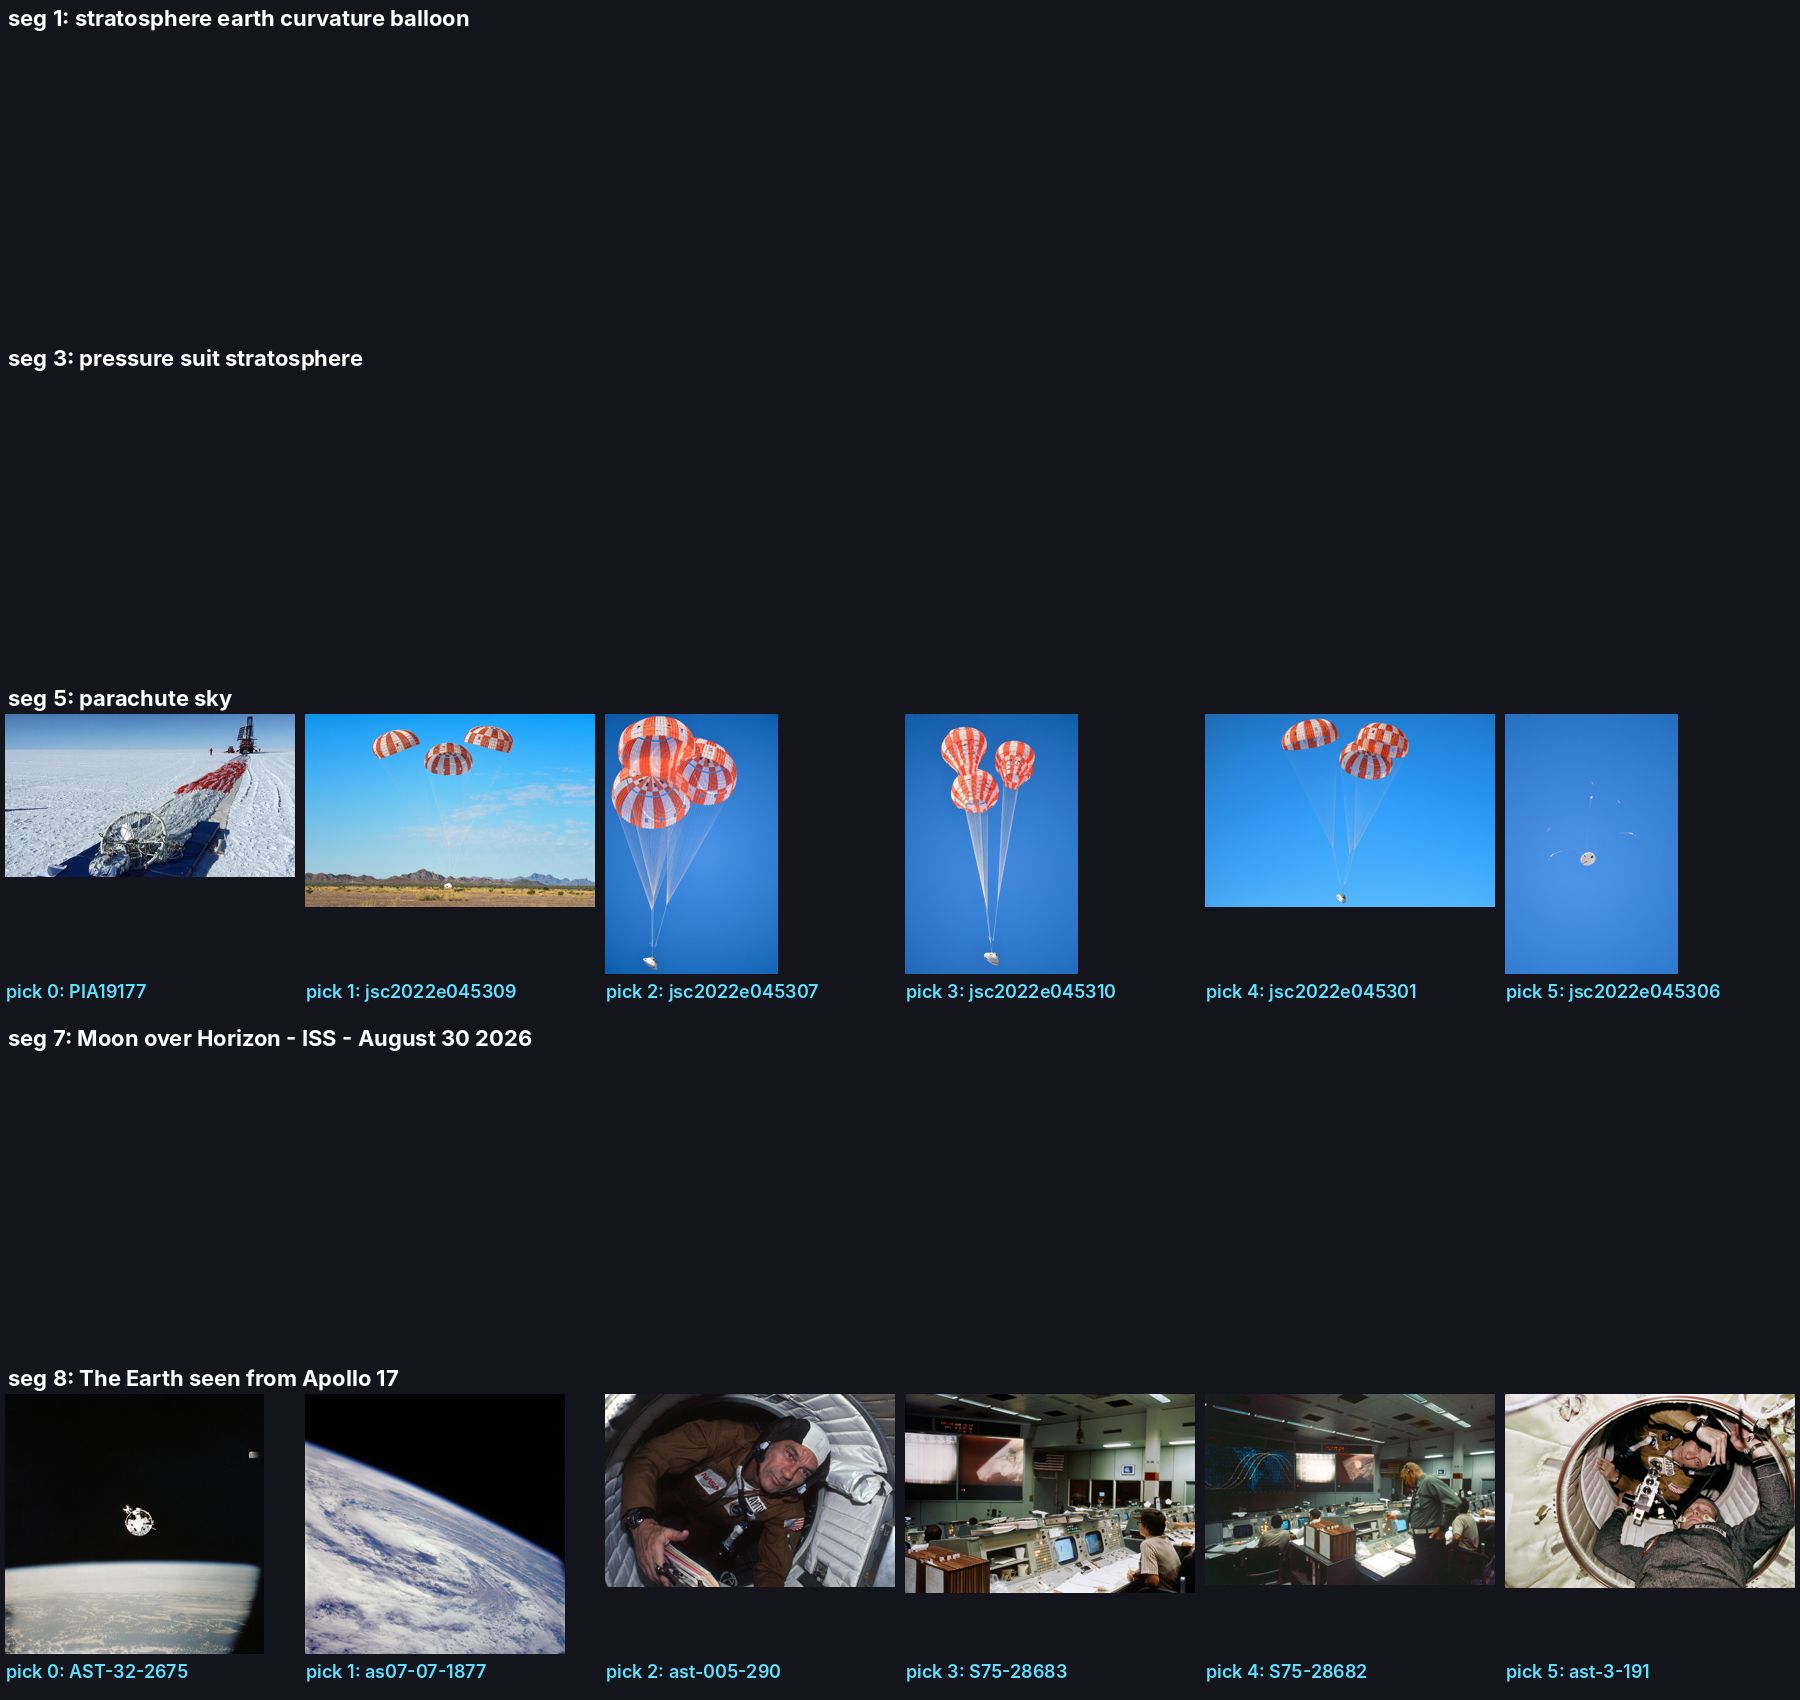 seg 1: stratosphere earth curvature balloon
seg 3: pressure suit stratosphere
seg 5: parachute sky
pick 0: PIA19177
pick 1: jsc2022e045309
pick 2: jsc2022e045307
pick 3: jsc2022e045310
pick 4: jsc2022e045301
pick 5: jsc2022e045306
seg 7: Moon over Horizon - ISS - August 30 2026
seg 8: The Earth seen from Apollo 17
pick 0: AST-32-2675
pick 1: as07-07-1877
pick 2: ast-005-290
pick 3: S75-28683
pick 4: S75-28682
pick 5: ast-3-191